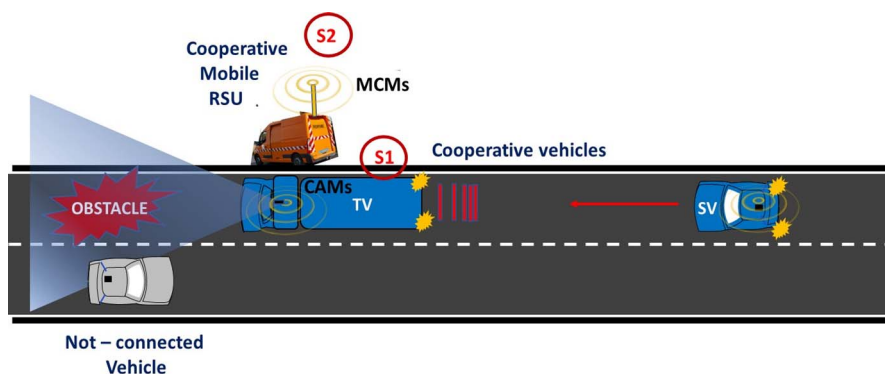 S2
Cooperative
Mobile
RSU
MCMs
S1
Cooperative vehicles
CAMs
OBSTACLE
TV
SV
Not – connected
Vehicle